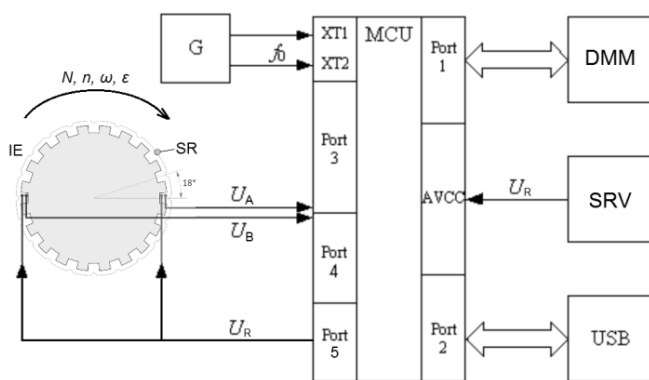 G
f0
XT1
XT2
MCU
Port
1
DMM
N, n, ω, ε
IE
SR
18°
Port
3
UA
UB
AVCC
UR
SRV
Port
4
UR
Port
5
Port
2
USB